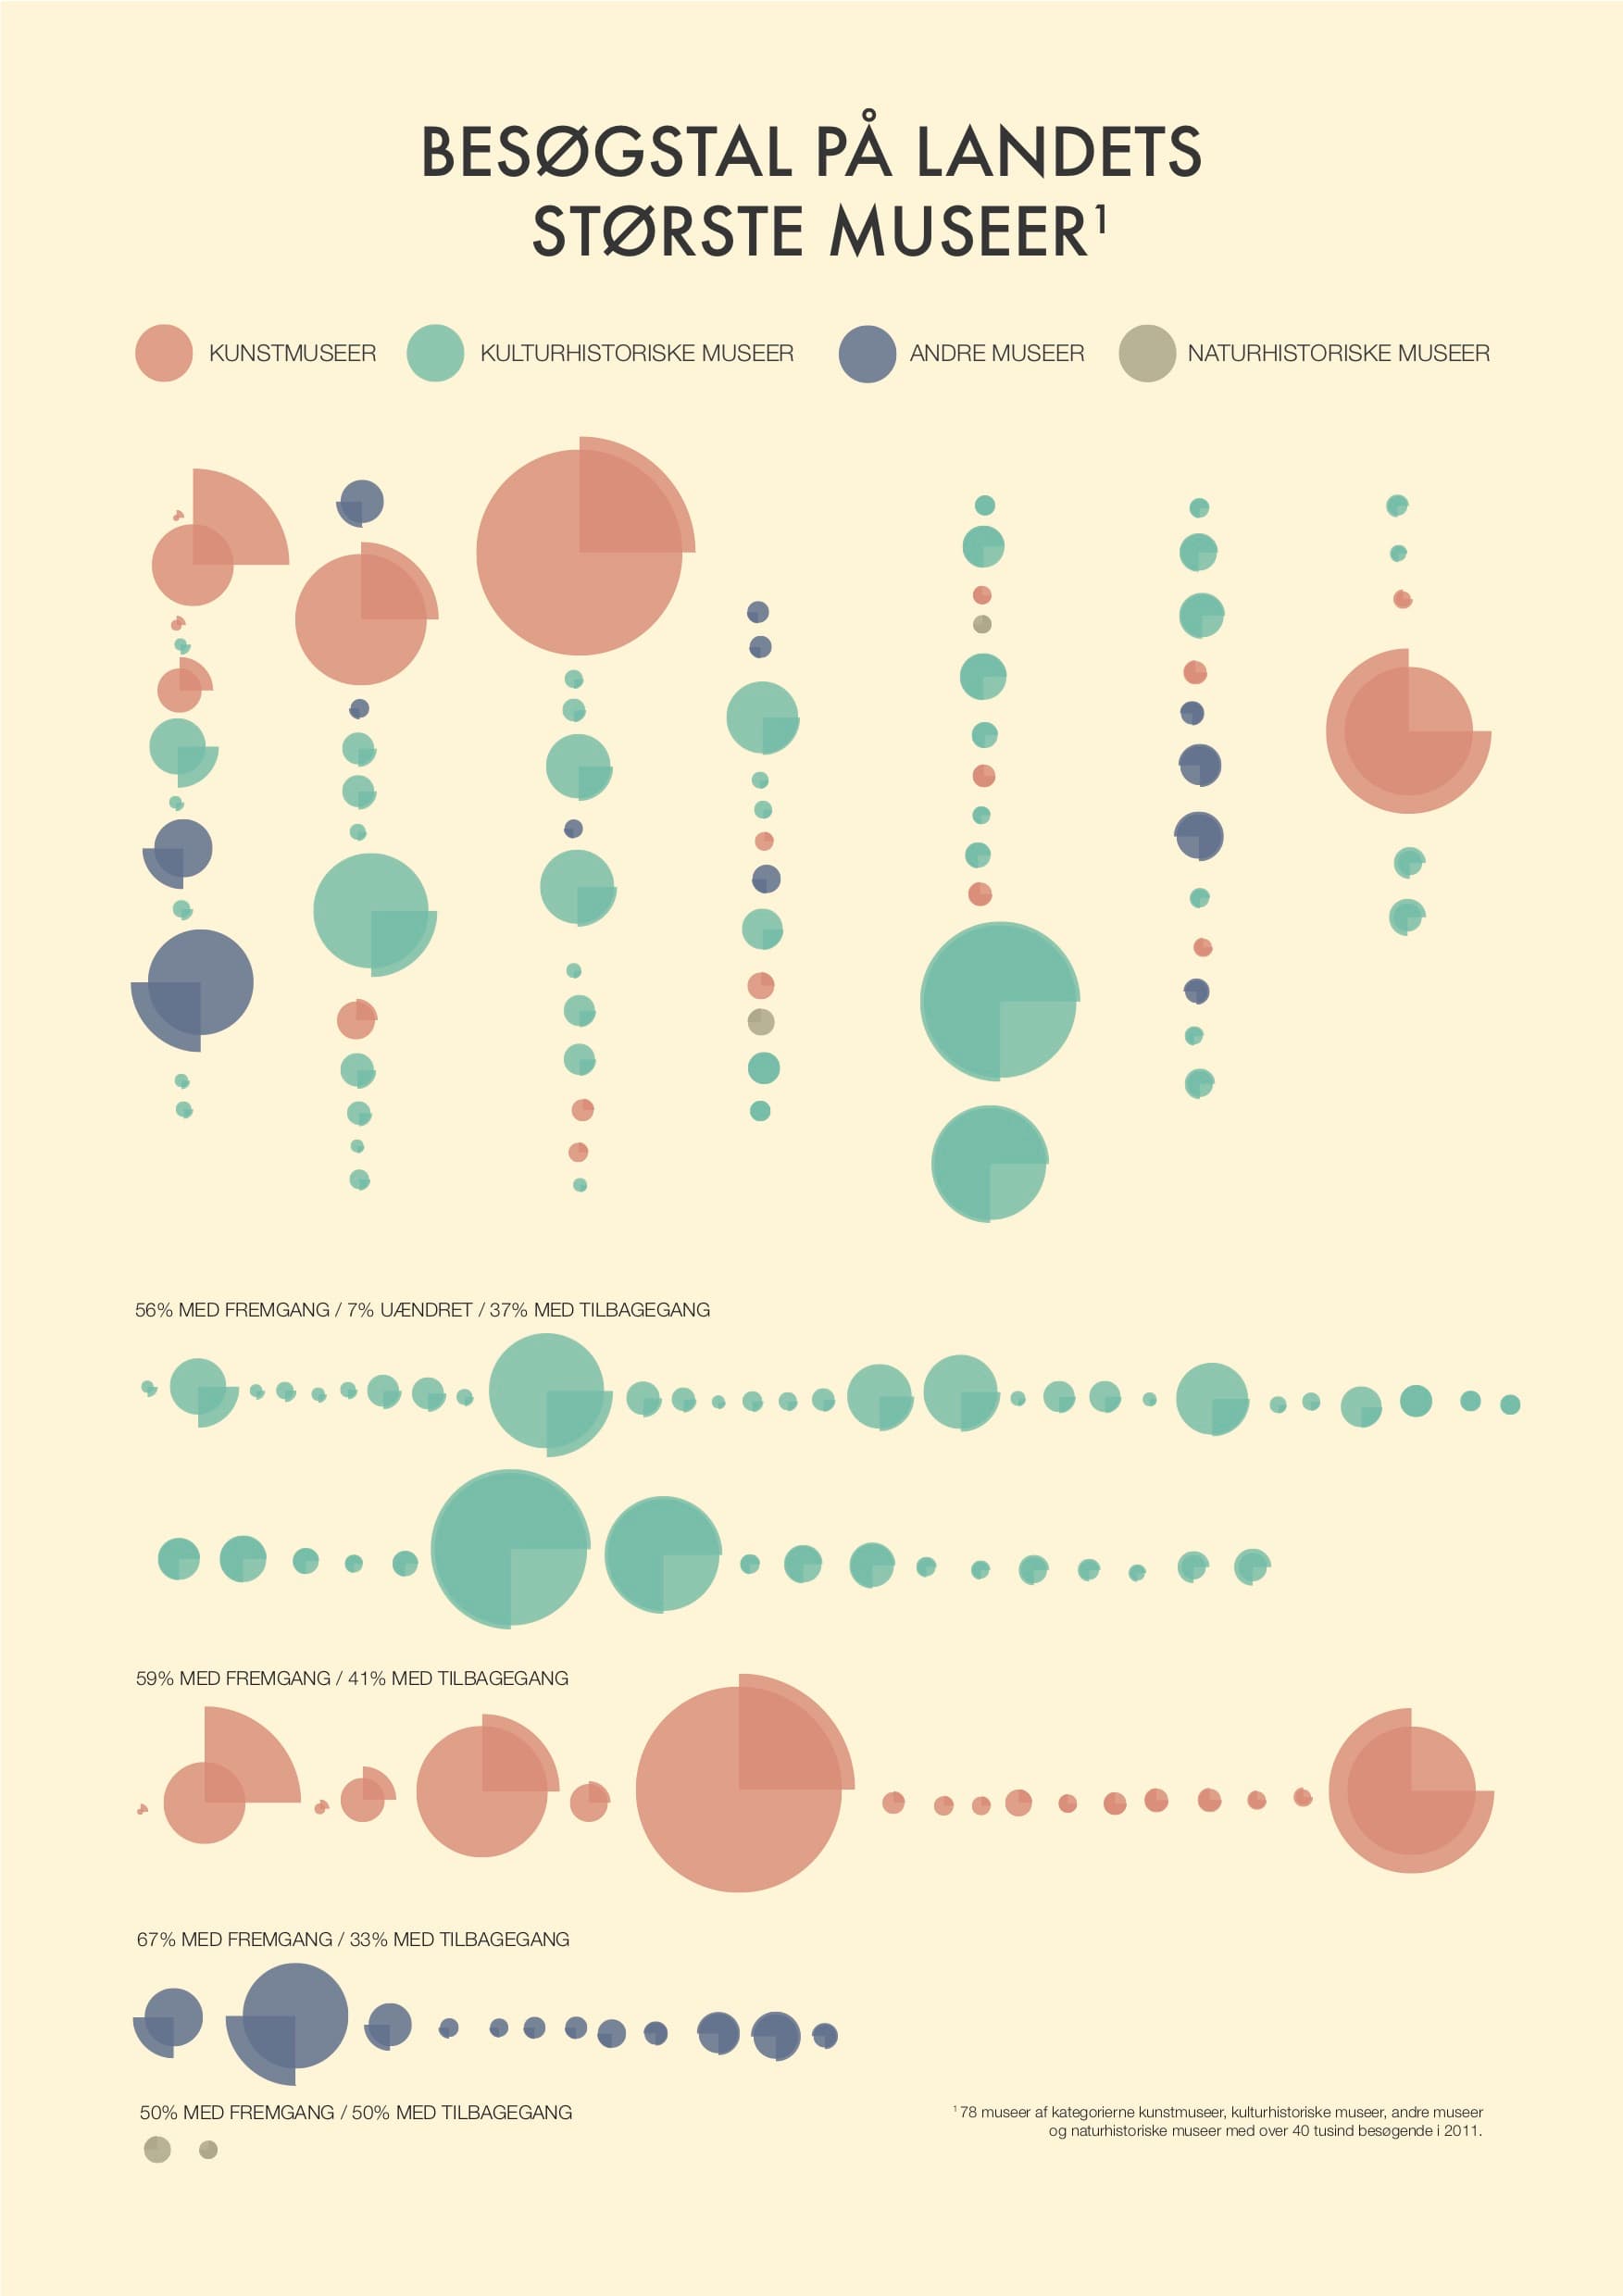 BESØGSTAL PÅ LANDETS
STØRSTE MUSEER¹
KUNSTMUSEER
KULTURHISTORISKE MUSEER
ANDRE MUSEER
NATURHISTORISKE MUSEER
56% MED FREMGANG / 7% UÆNDRET / 37% MED TILBAGEGANG
59% MED FREMGANG / 41% MED TILBAGEGANG
67% MED FREMGANG / 33% MED TILBAGEGANG
50% MED FREMGANG / 50% MED TILBAGEGANG
¹ 78 museer af kategorierne kunstmuseer, kulturhistoriske museer, andre museer
og naturhistoriske museer med over 40 tusind besøgende i 2011.